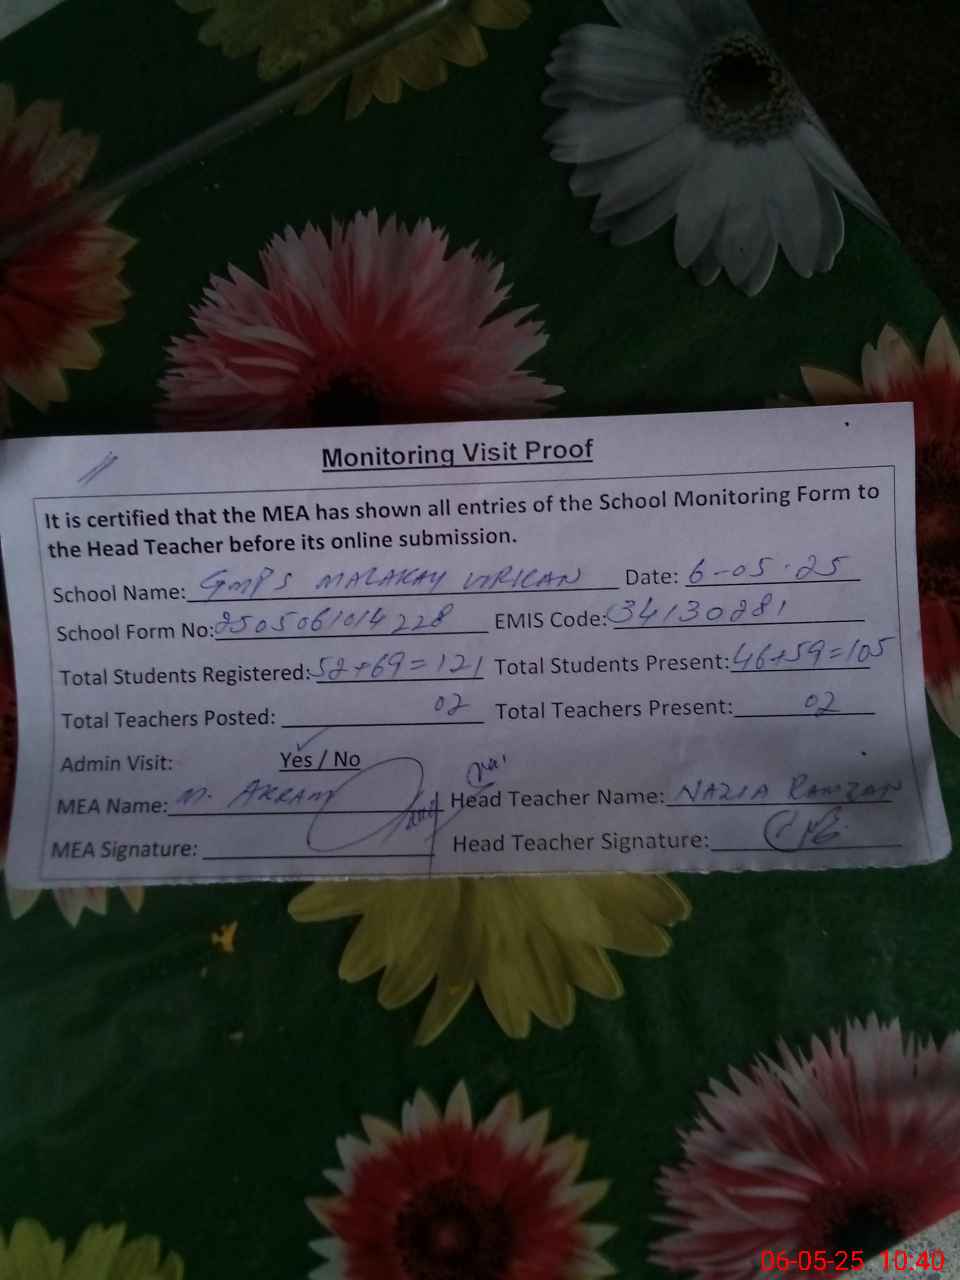 Monitoring Visit Proof
It is certified that the MEA has shown all entries of the School Monitoring Form to
the Head Teacher before its online submission.
School Name: GMPS MALAKAY VIRKAN Date: 6-05-25
School Form No: 2505061014228 EMIS Code: 34130281
Total Students Registered: 52+69=121 Total Students Present: 46+59=105
Total Teachers Posted: 02 Total Teachers Present: 02
Admin Visit: Yes / No
MEA Name: M. AKRAM Head Teacher Name: NAZIA RAMZAN
MEA Signature: Head Teacher Signature:
06-05-25 10:40